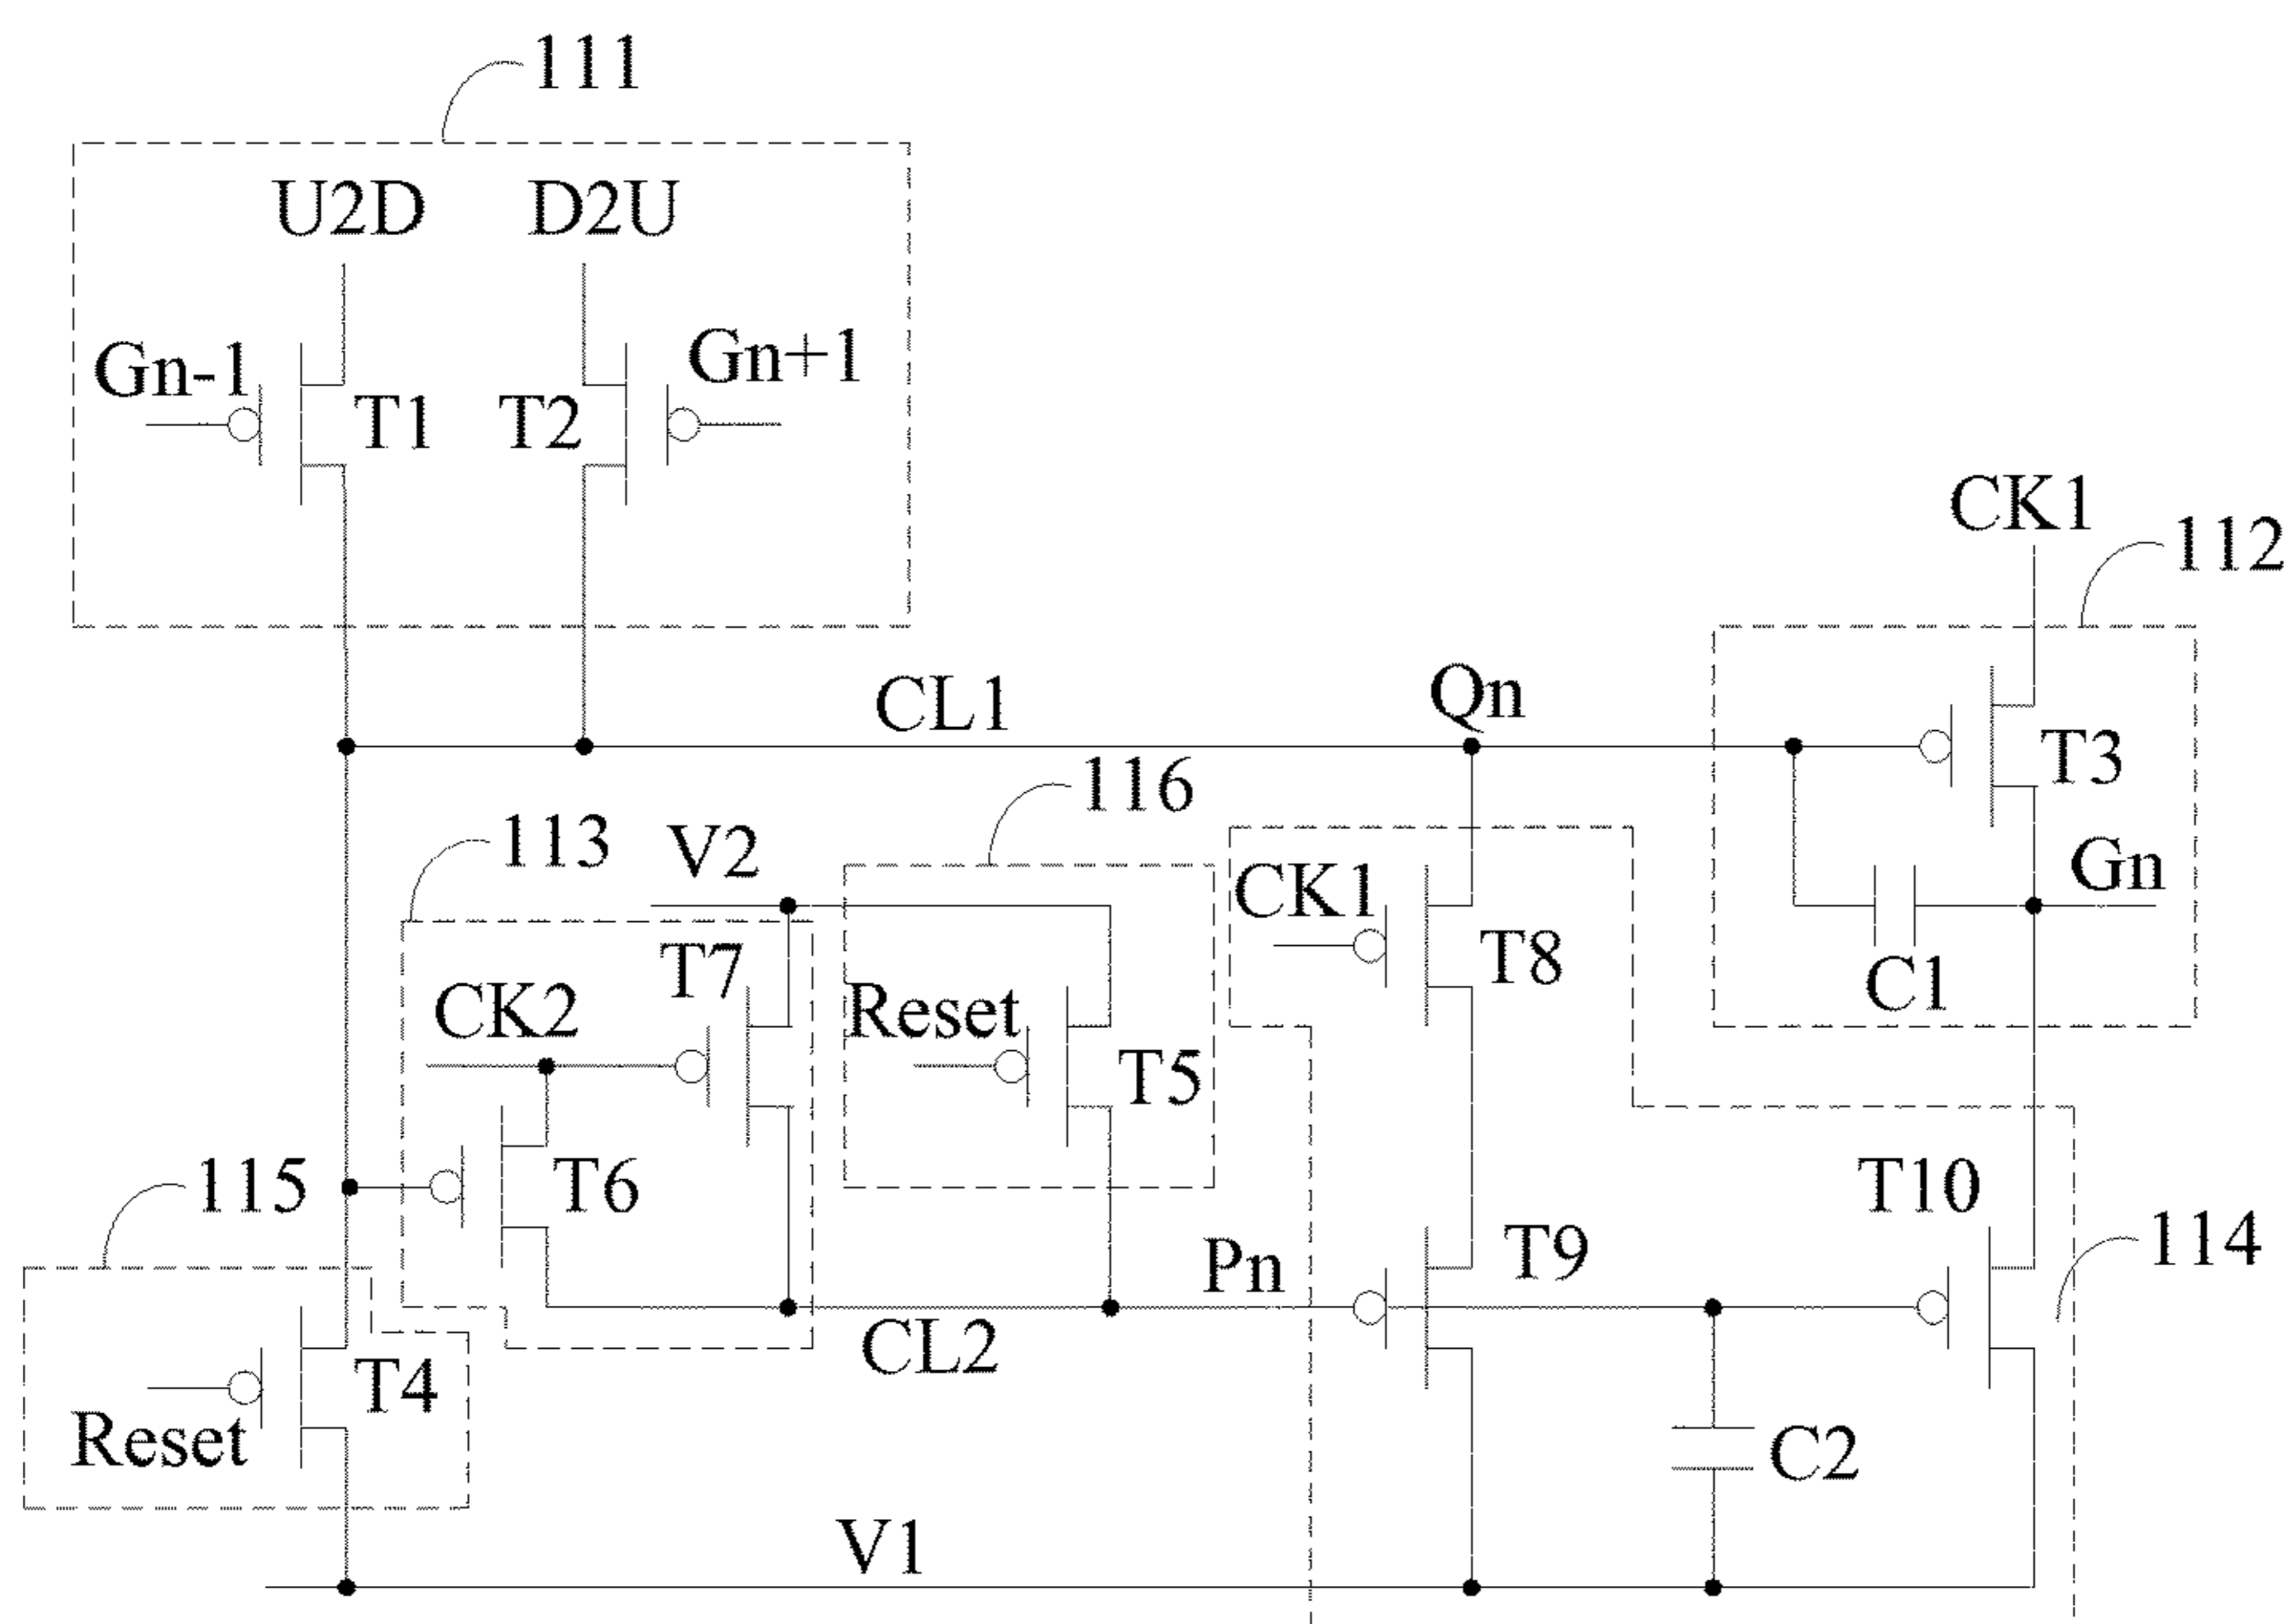 111
U2D D2U
Gn-1 T1 T2 Gn+1
CK1
112
CL1 Qn
T3
116
113 V2
CK1 Gn
T7 T8
CK2 Reset C1
T5
115 T6 T10
Pn T9 114
CL2
T4
Reset C2
V1